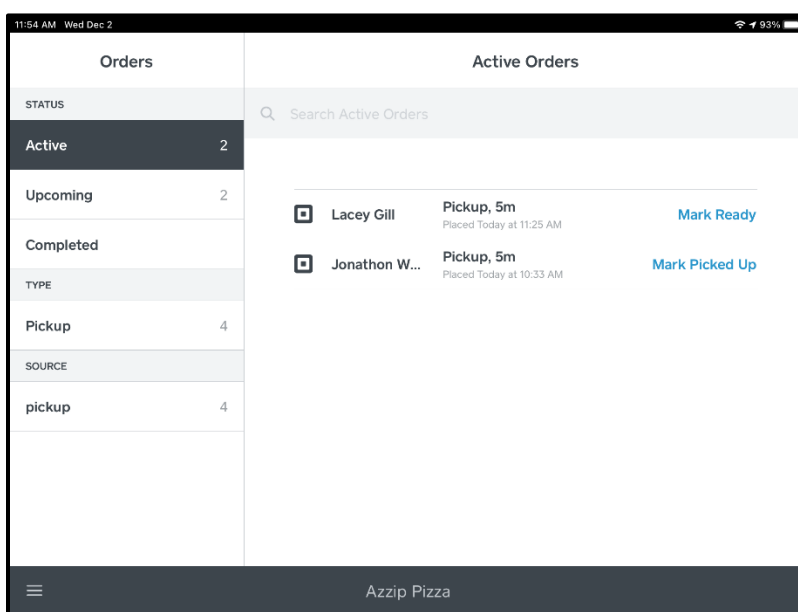 11:54 AM Wed Dec 2
93%
Orders
Active Orders
STATUS
Search Active Orders
Active 2
Upcoming 2
Completed
TYPE
Pickup 4
SOURCE
pickup 4
Lacey Gill Pickup, 5m Mark Ready
Placed Today at 11:25 AM
Jonathon W... Pickup, 5m Mark Picked Up
Placed Today at 10:33 AM
Azzip Pizza